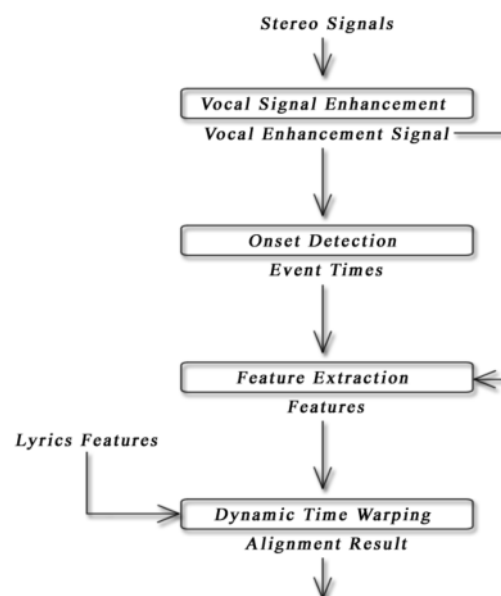 Stereo Signals
Vocal Signal Enhancement
Vocal Enhancement Signal
Onset Detection
Event Times
Feature Extraction
Features
Lyrics Features
Dynamic Time Warping
Alignment Result